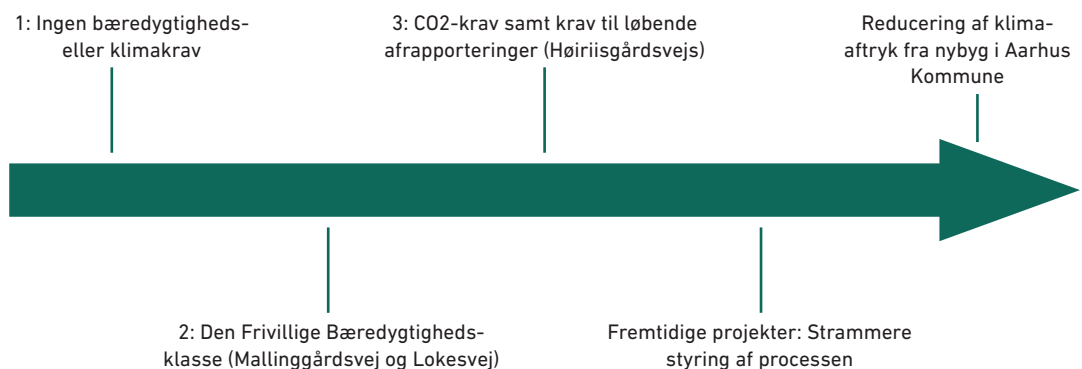 1: Ingen bæredygtigheds-
eller klimakrav
3: CO2-krav samt krav til løbende
afrapporteringer (Høiriisgårdsvejs)
Reducering af klima-
aftryk fra nybyg i Aarhus
Kommune
2: Den Frivillige Bæredygtigheds-
klasse (Mallinggårdsvej og Lokesvej)
Fremtidige projekter: Strammere
styring af processen